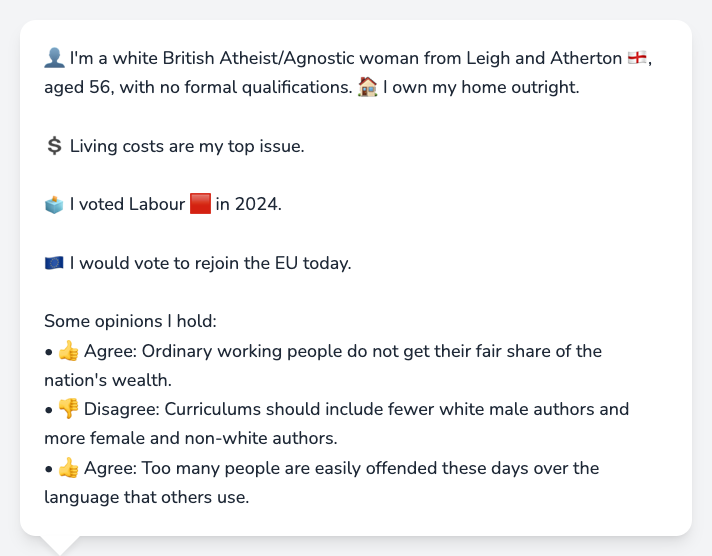 👤 I'm a white British Atheist/Agnostic woman from Leigh and Atherton 🏴󠁧󠁢󠁥󠁮󠁧󠁿,
aged 56, with no formal qualifications. 🏠 I own my home outright.
💲 Living costs are my top issue.
🗳️ I voted Labour 🟥 in 2024.
🇪🇺 I would vote to rejoin the EU today.
Some opinions I hold:
• 👍 Agree: Ordinary working people do not get their fair share of the
nation's wealth.
• 👎 Disagree: Curriculums should include fewer white male authors and
more female and non-white authors.
• 👍 Agree: Too many people are easily offended these days over the
language that others use.